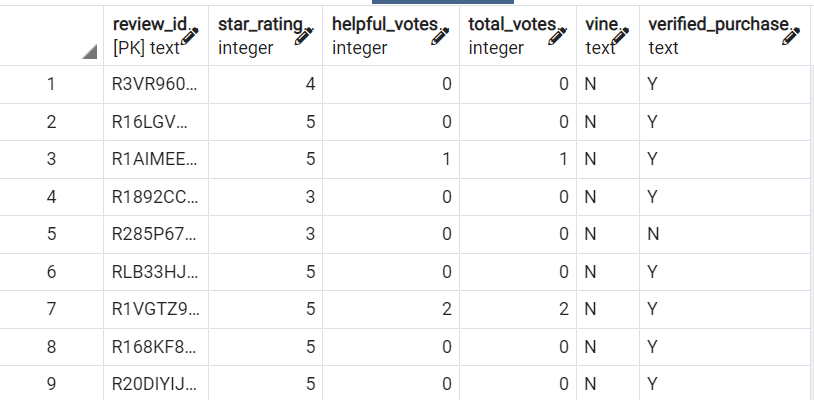 review_id star_rating helpful_votes total_votes vine verified_purchase
[PK] text integer integer integer text text
1 R3VR960... 4 0 0 N Y
2 R16LGV... 5 0 0 N Y
3 R1AIMEE... 5 1 1 N Y
4 R1892CC... 3 0 0 N Y
5 R285P67... 3 0 0 N N
6 RLB33HJ... 5 0 0 N Y
7 R1VGTZ9... 5 2 2 N Y
8 R168KF8... 5 0 0 N Y
9 R20DIYIJ... 5 0 0 N Y